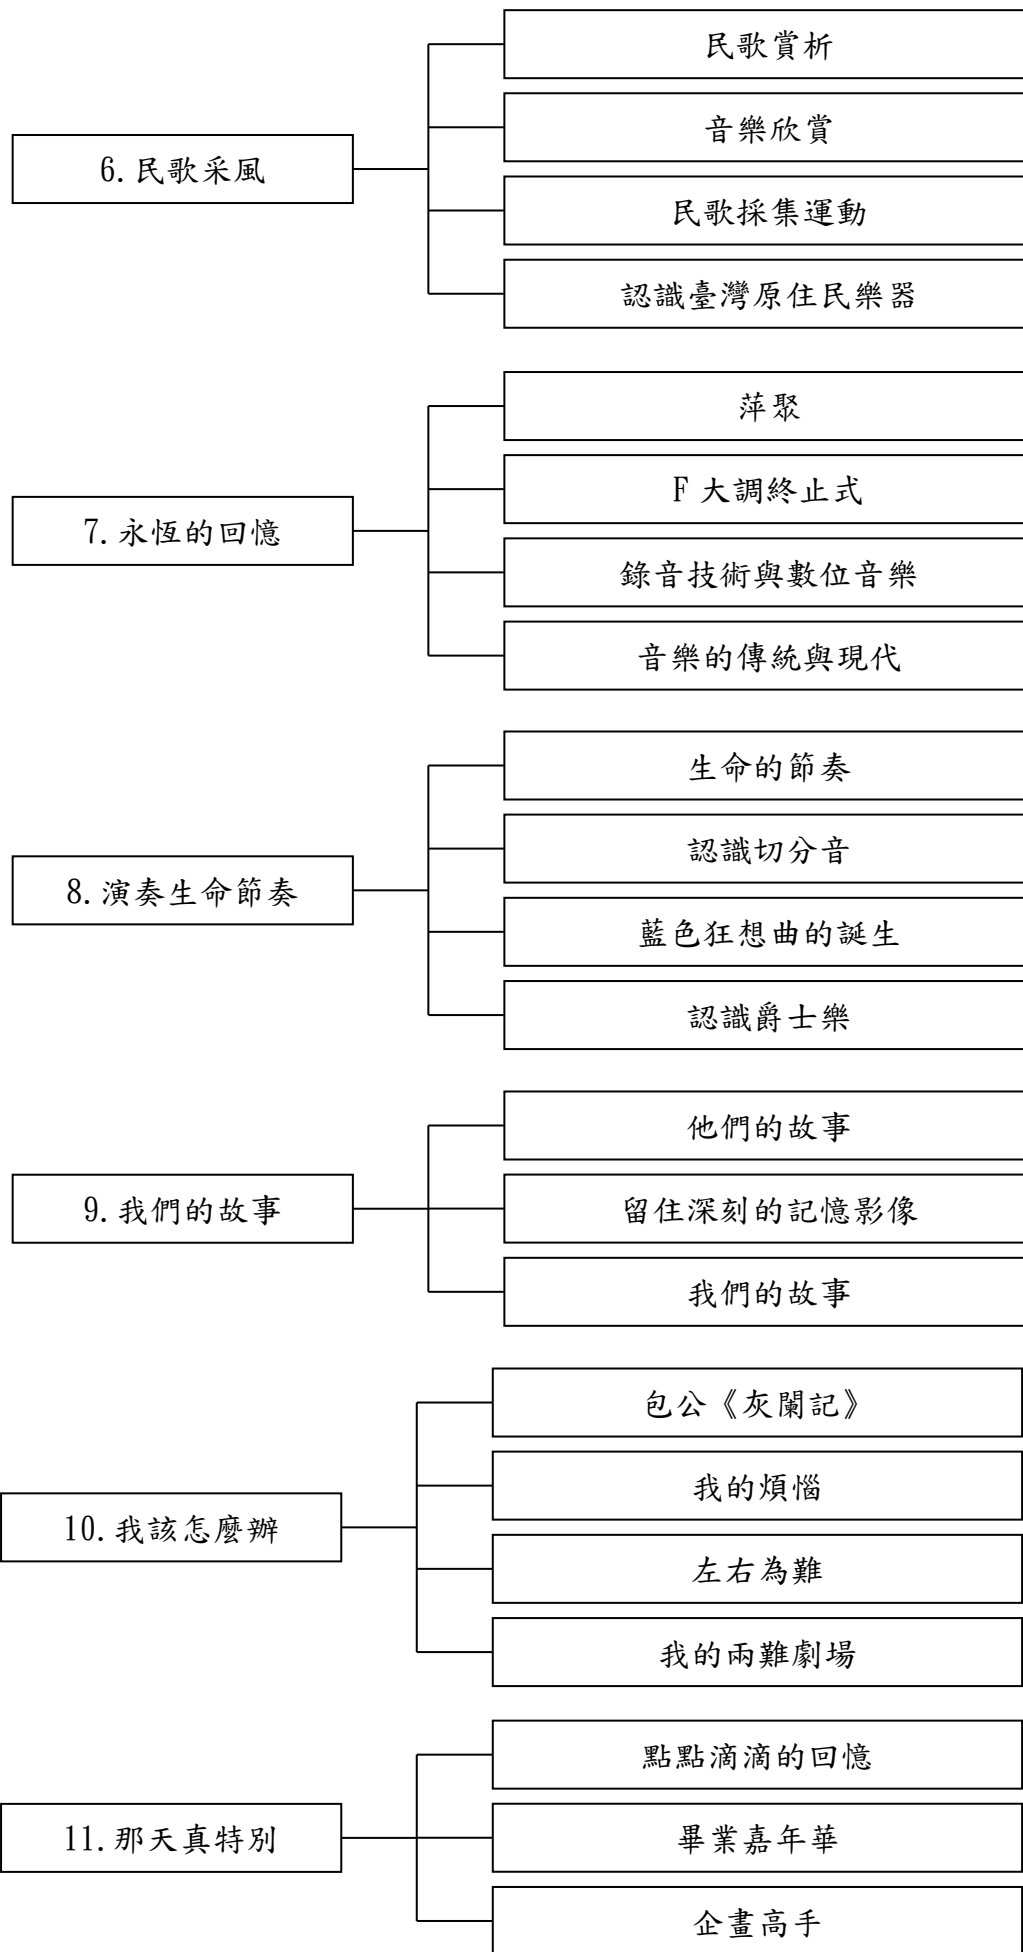 6.民歌采風
民歌賞析
音樂欣賞
民歌採集運動
認識臺灣原住民樂器
7.永恆的回憶
萍聚
F 大調終止式
錄音技術與數位音樂
音樂的傳統與現代
8.演奏生命節奏
生命的節奏
認識切分音
藍色狂想曲的誕生
認識爵士樂
9.我們的故事
他們的故事
留住深刻的記憶影像
我們的故事
10.我該怎麼辦
包公《灰闌記》
我的煩惱
左右為難
我的兩難劇場
11.那天真特別
點點滴滴的回憶
畢業嘉年華
企畫高手